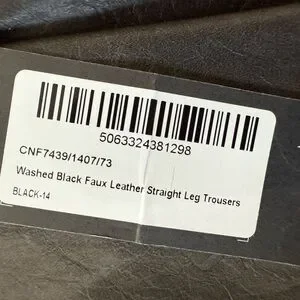 5063324381298
CNF7439/1407/73
Washed Black Faux Leather Straight Leg Trousers
BLACK-14